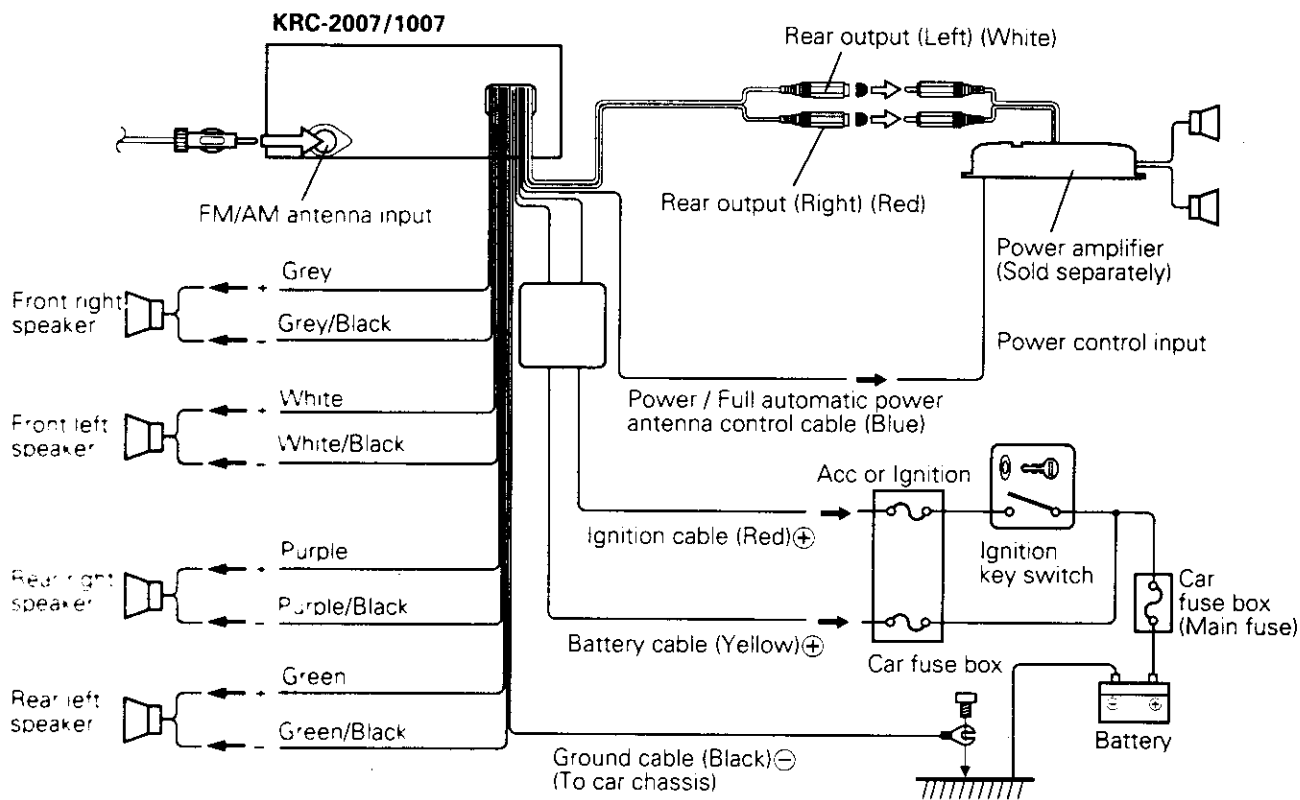 KRC-2007/1007
Rear output (Left) (White)
FM/AM antenna input
Rear output (Right) (Red)
Power amplifier
(Sold separately)
Front right
speaker
+ Grey
- Grey/Black
Power control input
Front left
speaker
+ White
- White/Black
Power / Full automatic power
antenna control cable (Blue)
Acc or Ignition
Ignition cable (Red)⊕
Ignition
key switch
Rear right
speaker
+ Purple
- Purple/Black
Car
fuse box
(Main fuse)
Battery cable (Yellow)⊕
Car fuse box
Rear left
speaker
+ Green
- Green/Black
⊖ ⊕
Battery
Ground cable (Black)⊖
(To car chassis)